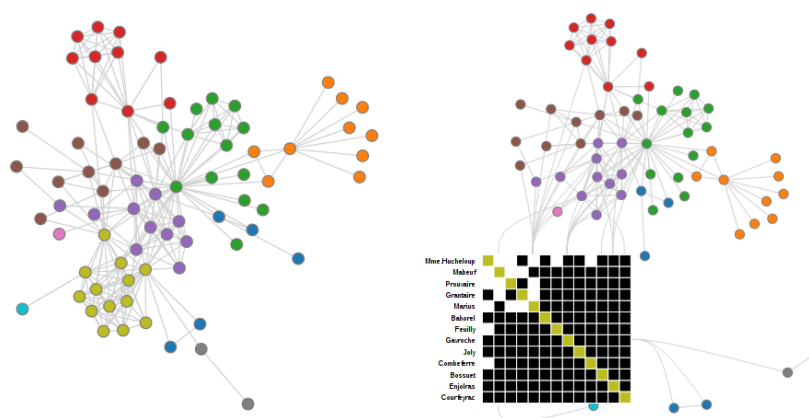 Mme.Hucheloup
Mabeuf
Prouvaire
Grantaire
Marius
Bahorel
Feuilly
Gavroche
Joly
Combeferre
Bossuet
Enjolras
Courfeyrac